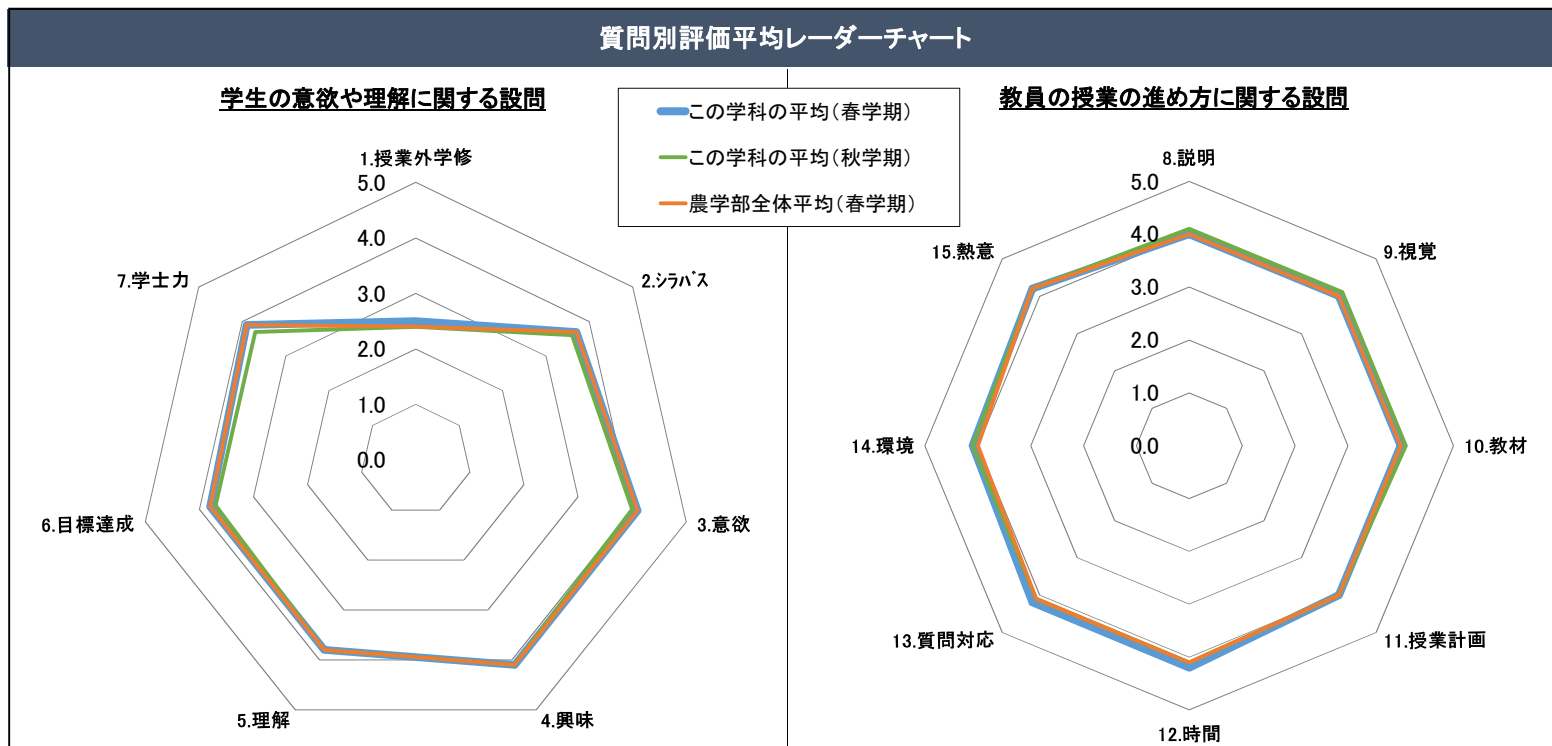 質問別評価平均レーダーチャート
学生の意欲や理解に関する設問
この学科の平均（春学期）
この学科の平均（秋学期）
農学部全体平均（春学期）
教員の授業の進め方に関する設問
1.授業外学修
5.0
4.0
3.0
2.0
1.0
0.0
2.ｼﾗﾊﾞｽ
3.意欲
4.興味
5.理解
6.目標達成
7.学士力
8.説明
5.0
4.0
3.0
2.0
1.0
0.0
9.視覚
10.教材
11.授業計画
12.時間
13.質問対応
14.環境
15.熱意